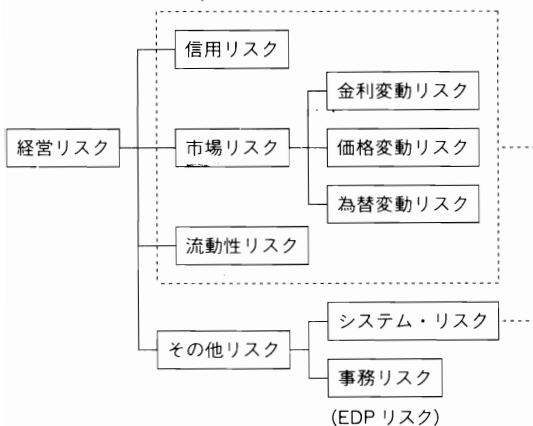 信用リスク
金利変動リスク
経営リスク
市場リスク
価格変動リスク
為替変動リスク
流動性リスク
システム・リスク
その他リスク
事務リスク
(EDP リスク)